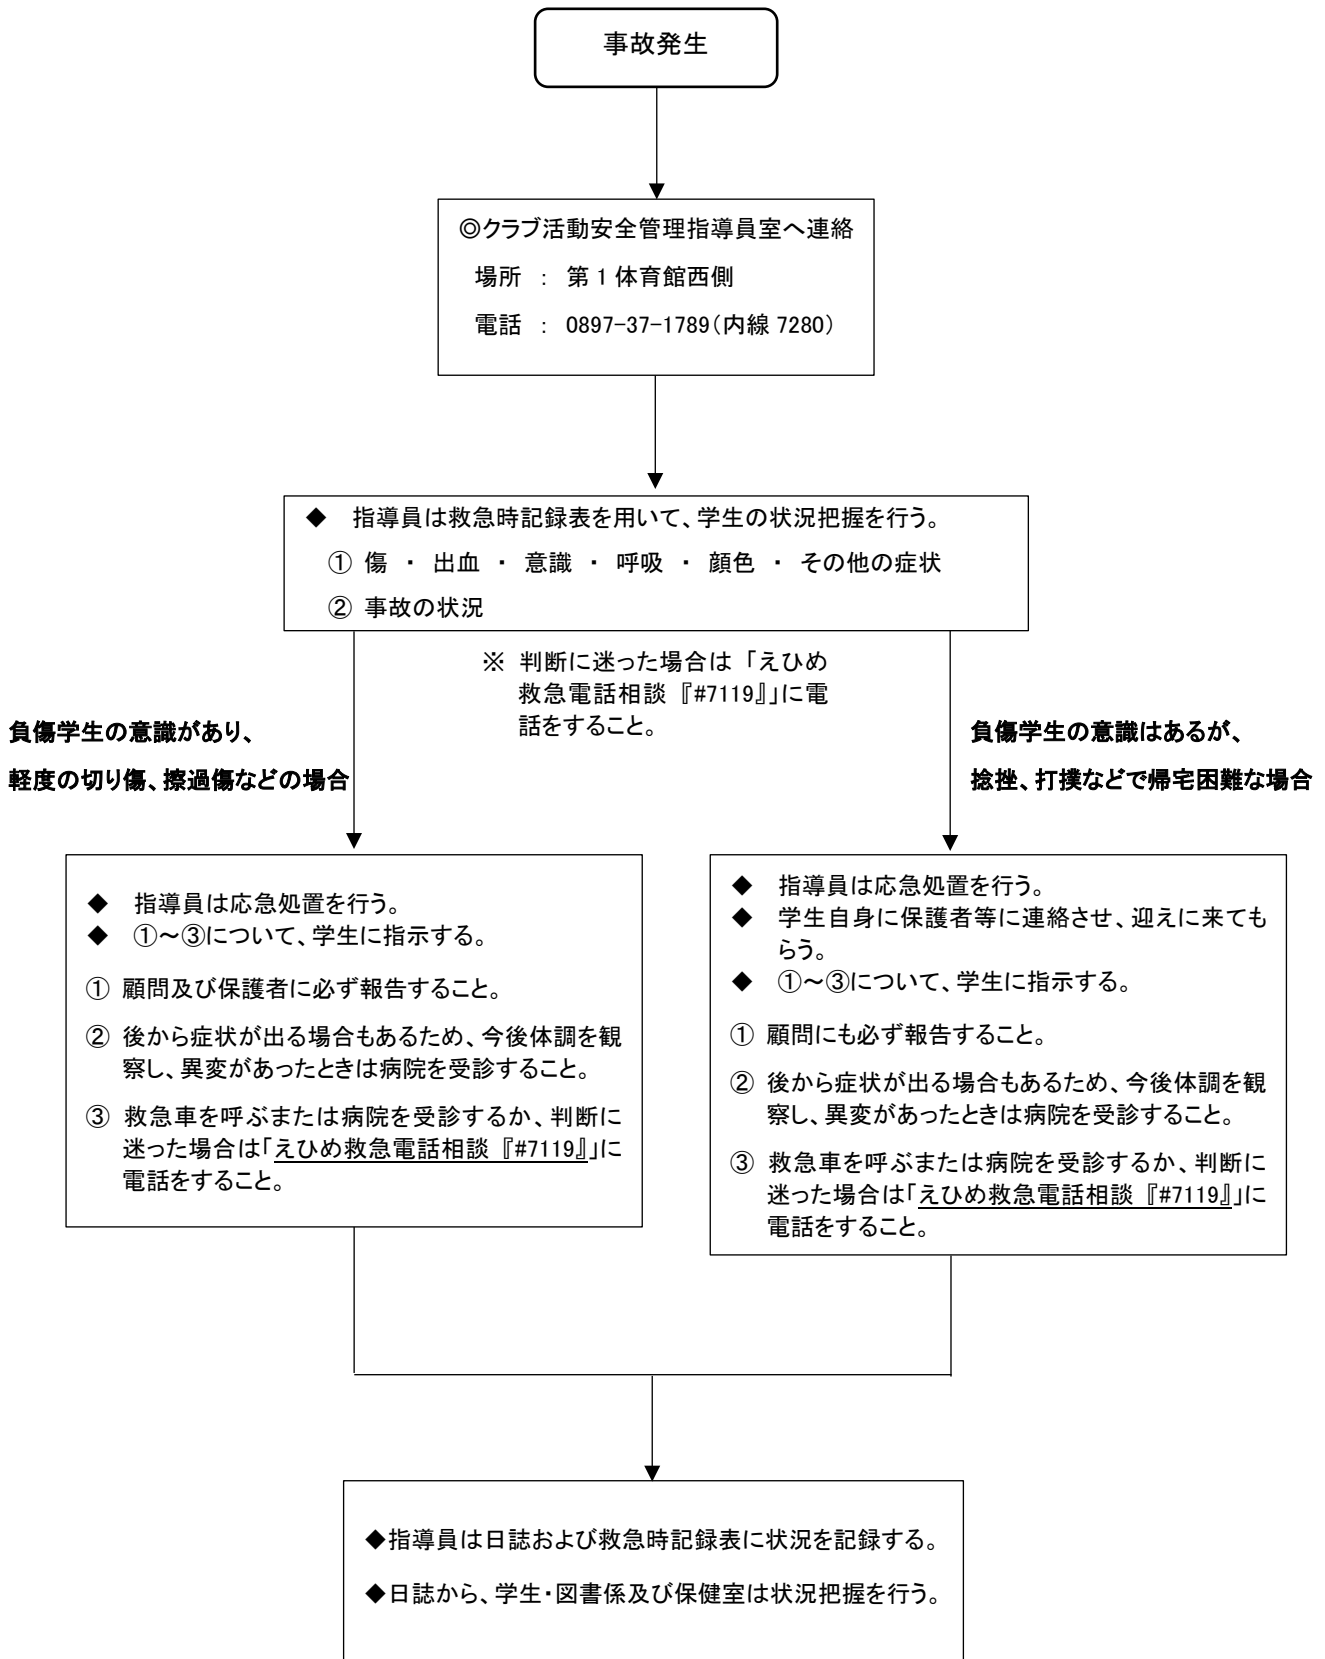 事故発生
◎クラブ活動安全管理指導員室へ連絡
場所 : 第1体育館西側
電話 : 0897-37-1789(内線 7280)
◆ 指導員は救急時記録表を用いて、学生の状況把握を行う。
① 傷 ・ 出血 ・ 意識 ・ 呼吸 ・ 顔色 ・ その他の症状
② 事故の状況
※ 判断に迷った場合は「えひめ
救急電話相談『#7119』」に電
話をすること。
負傷学生の意識があり、
軽度の切り傷、擦過傷などの場合
負傷学生の意識はあるが、
捻挫、打撲などで帰宅困難な場合
◆ 指導員は応急処置を行う。
◆ ①～③について、学生に指示する。
① 顧問及び保護者に必ず報告すること。
② 後から症状が出る場合もあるため、今後体調を観
察し、異変があったときは病院を受診すること。
③ 救急車を呼ぶまたは病院を受診するか、判断に
迷った場合は「えひめ救急電話相談『#7119』」に
電話をすること。
◆ 指導員は応急処置を行う。
◆ 学生自身に保護者等に連絡させ、迎えに来ても
らう。
◆ ①～③について、学生に指示する。
① 顧問にも必ず報告すること。
② 後から症状が出る場合もあるため、今後体調を観
察し、異変があったときは病院を受診すること。
③ 救急車を呼ぶまたは病院を受診するか、判断に
迷った場合は「えひめ救急電話相談『#7119』」に
電話をすること。
◆指導員は日誌および救急時記録表に状況を記録する。
◆日誌から、学生・図書係及び保健室は状況把握を行う。